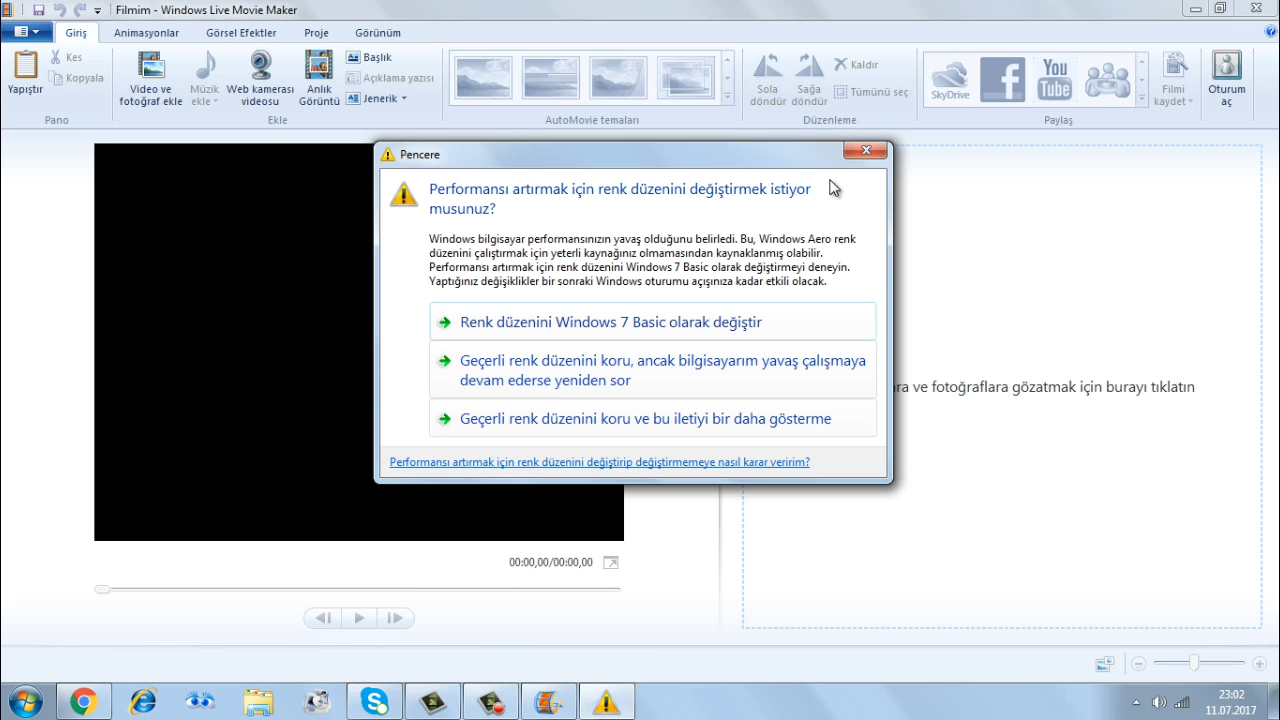 Filmim - Windows Live Movie Maker
Giriş
Animasyonlar
Görsel Efektler
Proje
Görünüm
Yapıştır
Kes
Kopyala
Pano
Video ve
fotoğraf ekle
Müzik
ekle
Web kamerası
videosu
Anlık
Görüntü
Başlık
Açıklama yazısı
Jenerik
Ekle
AutoMovie temaları
Sola
döndür
Sağa
döndür
Kaldır
Tümünü seç
Düzenleme
SkyDrive
You
Tube
Paylaş
Filmi
kaydet
Oturum
aç
Pencere
Performansı artırmak için renk düzenini değiştirmek istiyor
musunuz?
Windows bilgisayar performansınızın yavaş olduğunu belirledi. Bu, Windows Aero renk
düzenini çalıştırmak için yeterli kaynağınız olmamasından kaynaklanmış olabilir.
Performansı artırmak için renk düzenini Windows 7 Basic olarak değiştirmeyi deneyin.
Yaptığınız değişiklikler bir sonraki Windows oturumu açışınıza kadar etkili olacak.
Renk düzenini Windows 7 Basic olarak değiştir
Geçerli renk düzenini koru, ancak bilgisayarım yavaş çalışmaya
devam ederse yeniden sor
Geçerli renk düzenini koru ve bu iletiyi bir daha gösterme
Performansı artırmak için renk düzenini değiştirip değiştirmemeye nasıl karar veririm?
ara ve fotoğraflara gözatmak için burayı tıklatın
00:00,00/00:00,00
23:02
11.07.2017